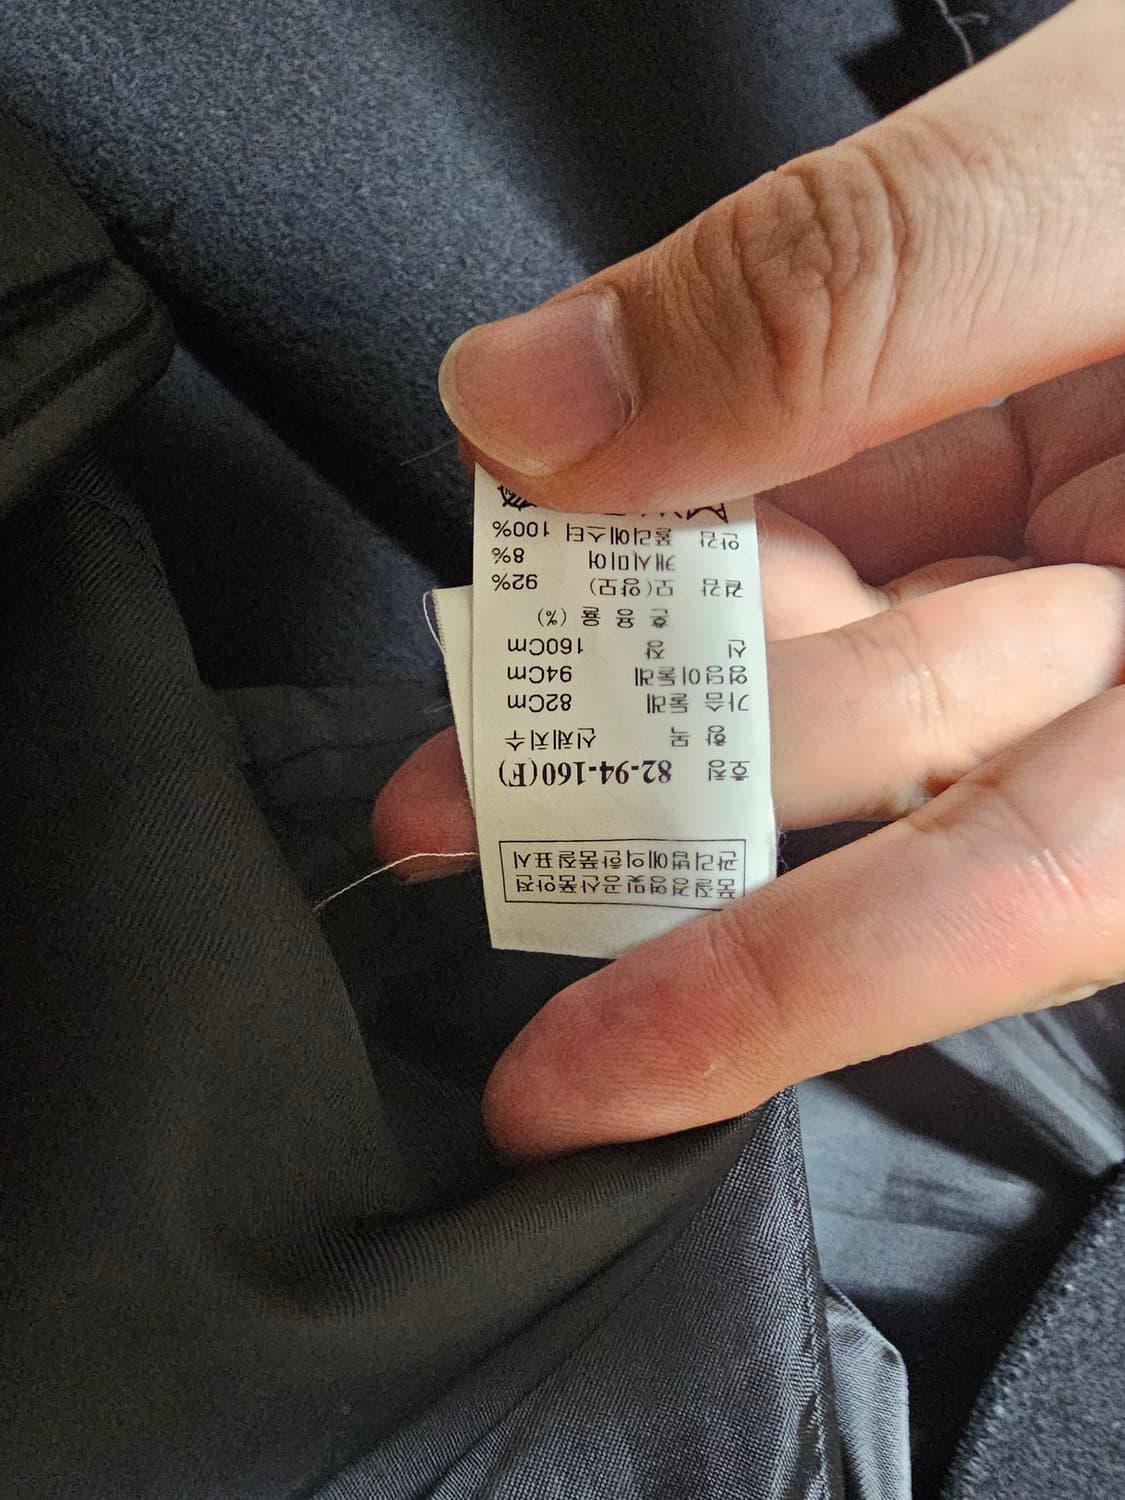 품질경영및공산품안전
관리법에의한품질표시
호칭 82-94-160(F)
항 목 신체치수
가슴둘레 82Cm
엉덩이둘레 94Cm
신 장 160Cm
혼 용 율 (%)
겉감 모(양모) 92%
캐시미어 8%
안감 폴리에스터 100%